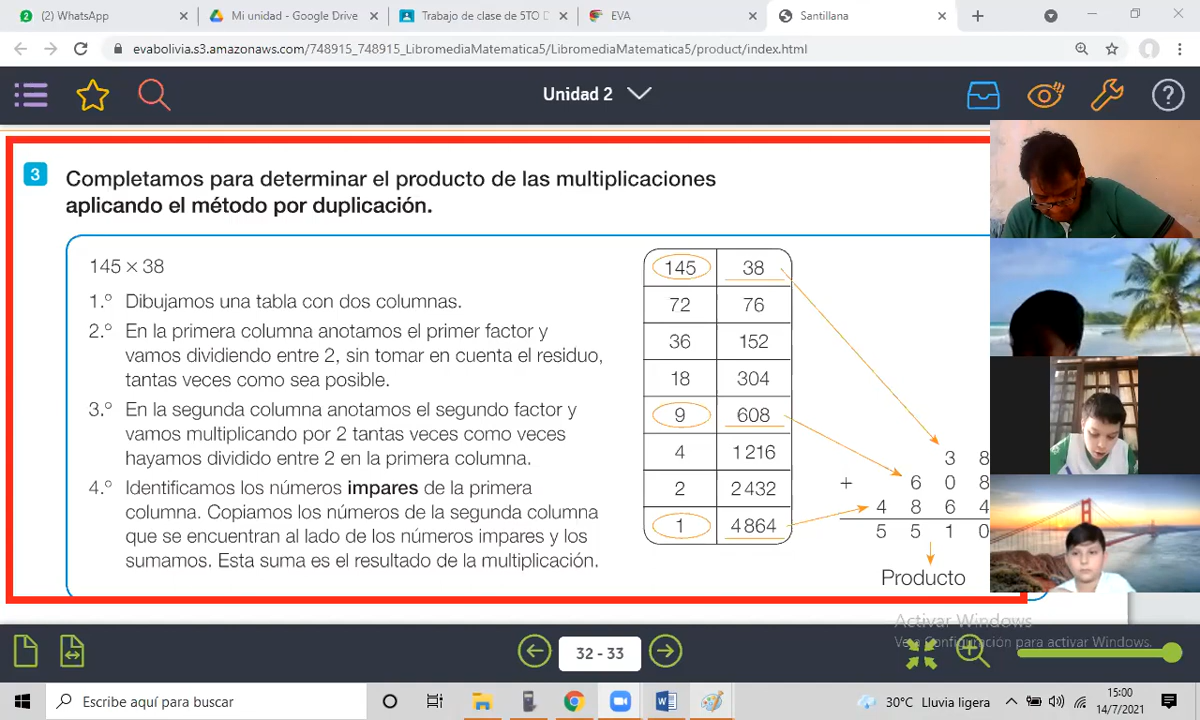 (2) WhatsApp
Mi unidad - Google Drive
Trabajo de clase de 5TO D
EVA
Santillana
evabolivia.s3.amazonaws.com/748915_748915_LibromediaMatematica5/LibromediaMatematica5/product/index.html
Unidad 2
3
Completamos para determinar el producto de las multiplicaciones
aplicando el método por duplicación.
145 × 38
1.º Dibujamos una tabla con dos columnas.
2.º En la primera columna anotamos el primer factor y
vamos dividiendo entre 2, sin tomar en cuenta el residuo,
tantas veces como sea posible.
3.º En la segunda columna anotamos el segundo factor y
vamos multiplicando por 2 tantas veces como veces
hayamos dividido entre 2 en la primera columna.
4.º Identificamos los números impares de la primera
columna. Copiamos los números de la segunda columna
que se encuentran al lado de los números impares y los
sumamos. Esta suma es el resultado de la multiplicación.
145 38
72 76
36 152
18 304
9 608
4 1 216
2 2 432
1 4 864
3 8
+ 6 0 8
4 8 6 4
5 5 1 0
Producto
Activar Windows
Ve a Configuración para activar Windows.
32 - 33
Escribe aquí para buscar
30°C Lluvia ligera
15:00
14/7/2021